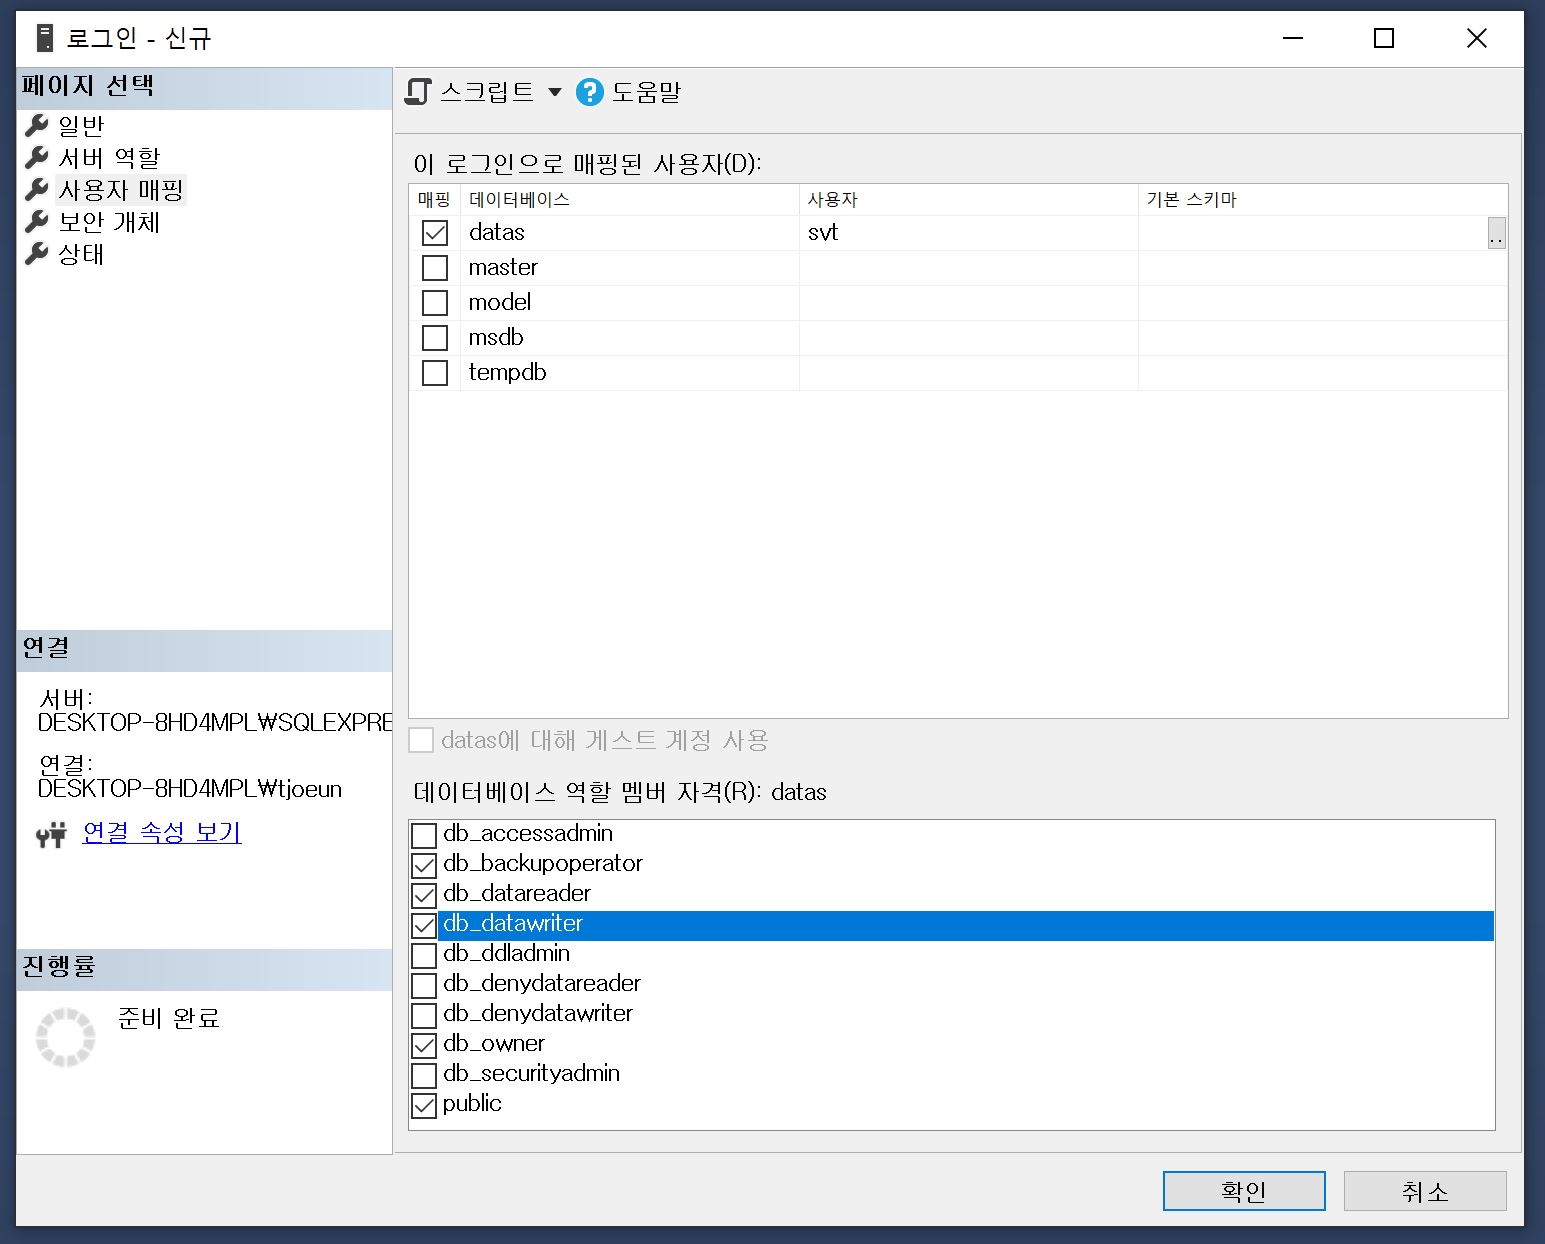 로그인 - 신규
페이지 선택
일반
서버 역할
사용자 매핑
보안 개체
상태
연결
서버:
DESKTOP-8HD4MPL₩SQLEXPRE
연결:
DESKTOP-8HD4MPL₩tjoeun
연결 속성 보기
진행률
준비 완료
스크립트 ? 도움말
이 로그인으로 매핑된 사용자(D):
매핑 데이터베이스 사용자 기본 스키마
datas svt ..
master
model
msdb
tempdb
datas에 대해 게스트 계정 사용
데이터베이스 역할 멤버 자격(R): datas
db_accessadmin
db_backupoperator
db_datareader
db_datawriter
db_ddladmin
db_denydatareader
db_denydatawriter
db_owner
db_securityadmin
public
확인 취소